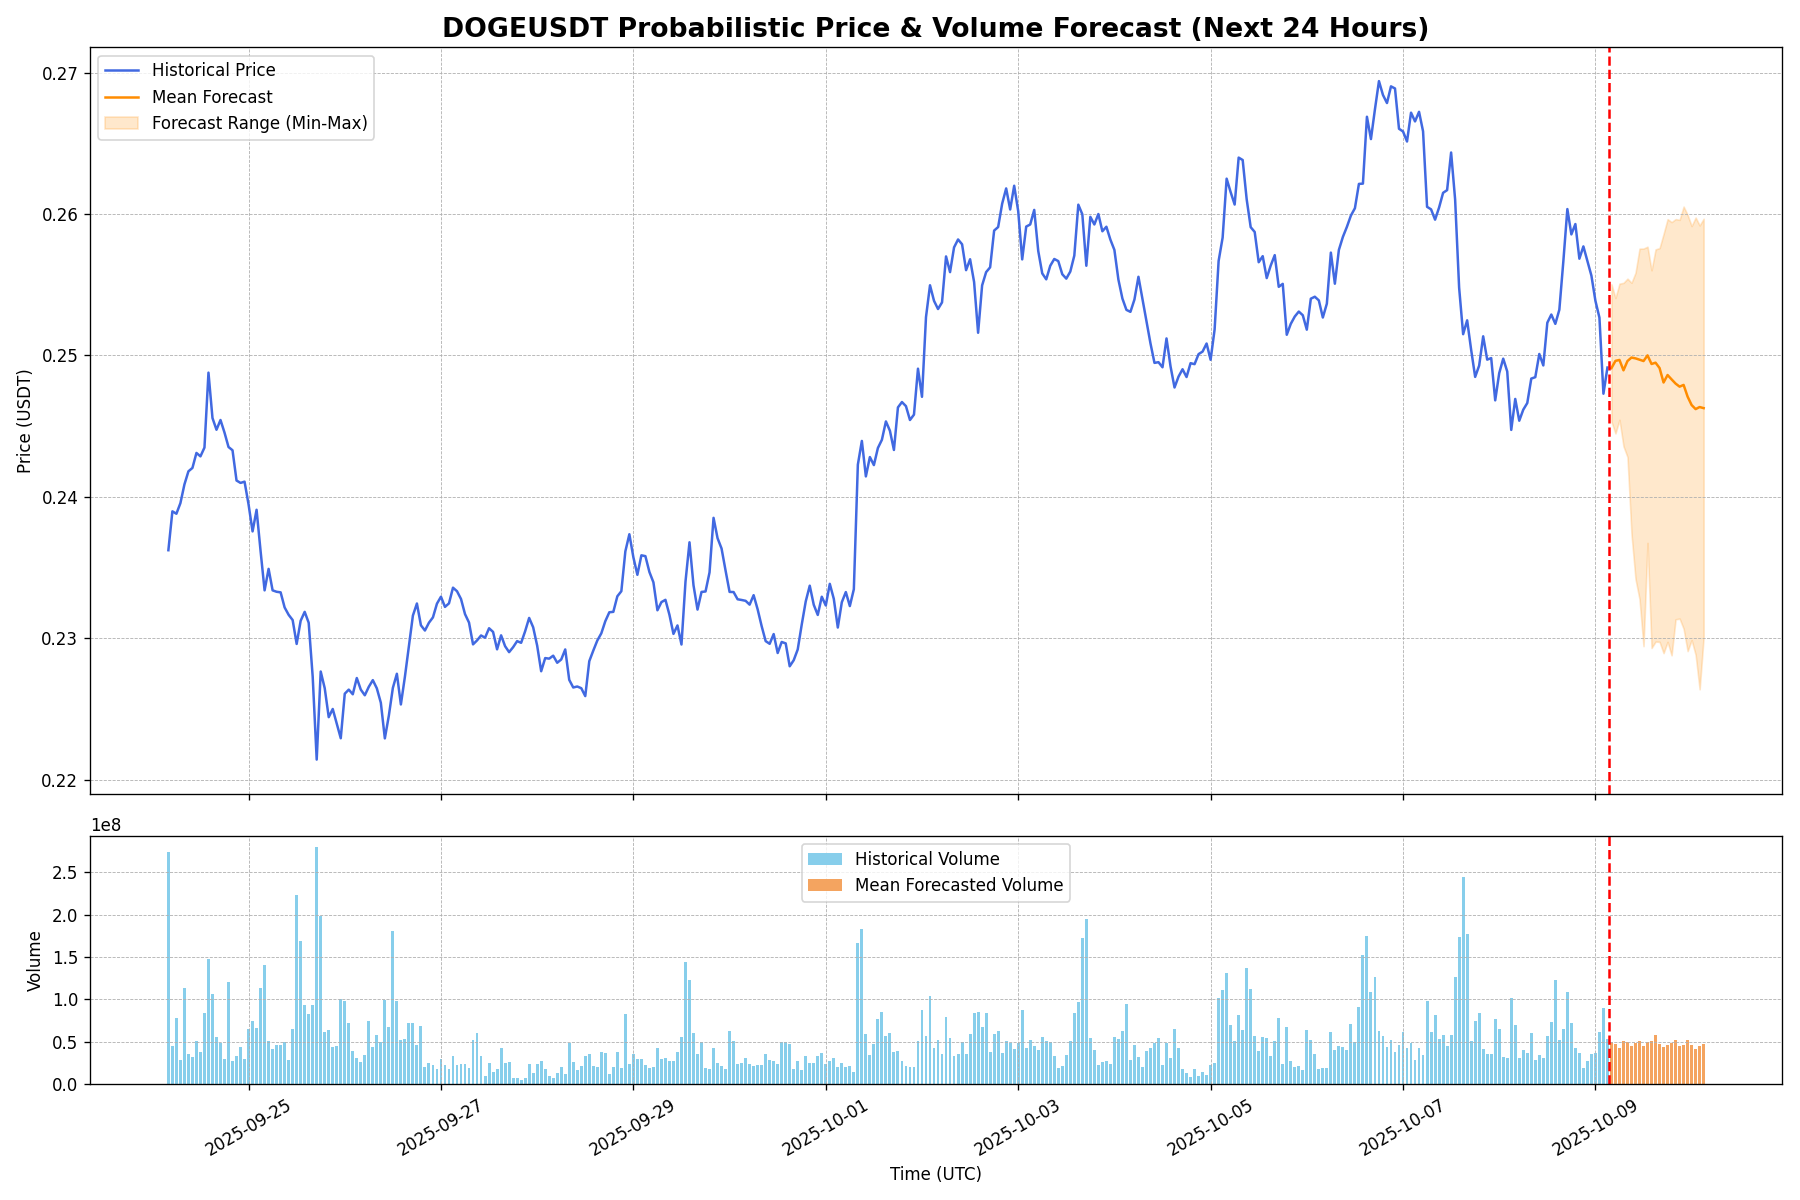 DOGEUSDT Probabilistic Price & Volume Forecast (Next 24 Hours)
Historical Price
Mean Forecast
Forecast Range (Min-Max)
Price (USDT)
0.27
0.26
0.25
0.24
0.23
0.22
1e8
Historical Volume
Mean Forecasted Volume
Volume
2.5
2.0
1.5
1.0
0.5
0.0
2025-09-25
2025-09-27
2025-09-29
2025-10-01
2025-10-03
2025-10-05
2025-10-07
2025-10-09
Time (UTC)